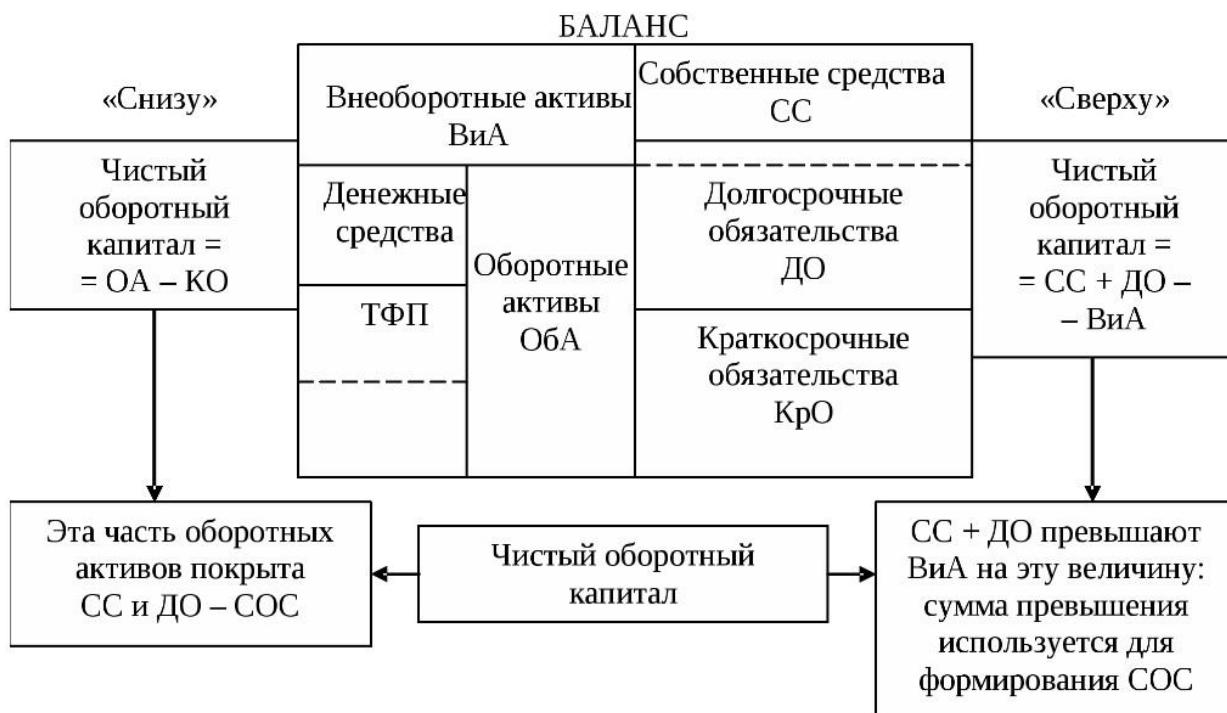 БАЛАНС
«Снизу»
Чистый
оборотный
капитал =
= ОА – КО
Внеоборотные активы
ВиА
Собственные средства
СС
«Сверху»
Чистый
оборотный
капитал =
= СС + ДО –
– ВиА
Денежные
средства
ТФП
Оборотные
активы
ОбА
Долгосрочные
обязательства
ДО
Краткосрочные
обязательства
КрО
Эта часть оборотных
активов покрыта
СС и ДО – СОС
Чистый оборотный
капитал
СС + ДО превышают
ВиА на эту величину:
сумма превышения
используется для
формирования СОС